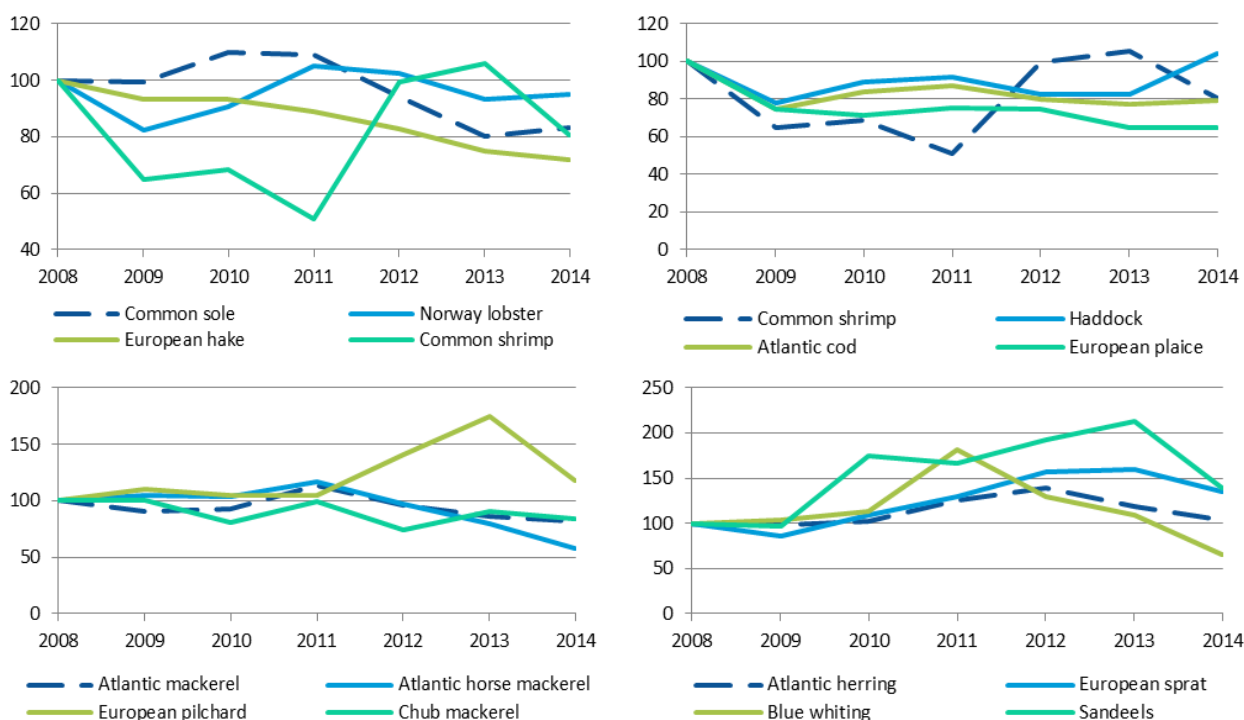 120
100
80
60
40
2008 2009 2010 2011 2012 2013 2014
Common sole Norway lobster
European hake Common shrimp
120
100
80
60
40
20
0
2008 2009 2010 2011 2012 2013 2014
Common shrimp Haddock
Atlantic cod European plaice
200
150
100
50
0
2008 2009 2010 2011 2012 2013 2014
Atlantic mackerel Atlantic horse mackerel
European pilchard Chub mackerel
250
200
150
100
50
0
2008 2009 2010 2011 2012 2013 2014
Atlantic herring European sprat
Blue whiting Sandeels